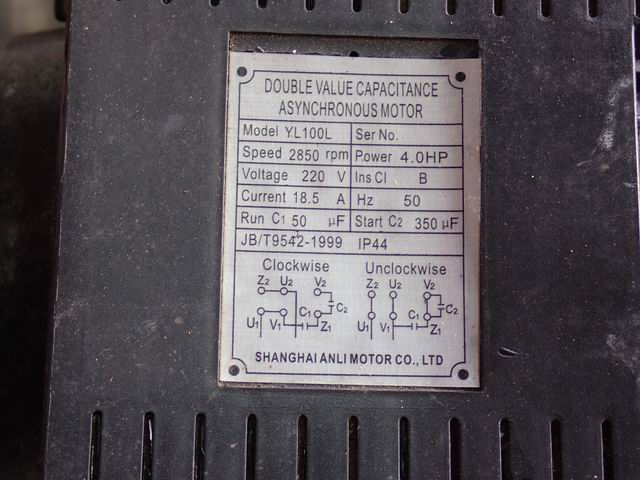 DOUBLE VALUE CAPACITANCE
ASYNCHRONOUS MOTOR
Model YL100L Ser No.
Speed 2850 rpm Power 4.0HP
Voltage 220 V Ins Cl B
Current 18.5 A Hz 50
Run C1 50 μF Start C2 350 μF
JB/T9542-1999 IP44
Clockwise Unclockwise
Z2 U2 V2 Z2 U2 V2
C1 C2 C1 C2
U1 V1 Z1 U1 V1 Z1
SHANGHAI ANLI MOTOR CO., LTD